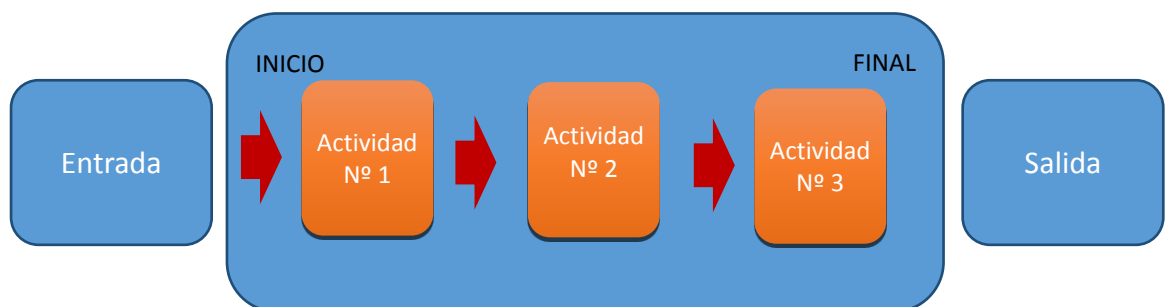 INICIO
FINAL
Entrada
Actividad
Nº 1
Actividad
Nº 2
Actividad
Nº 3
Salida